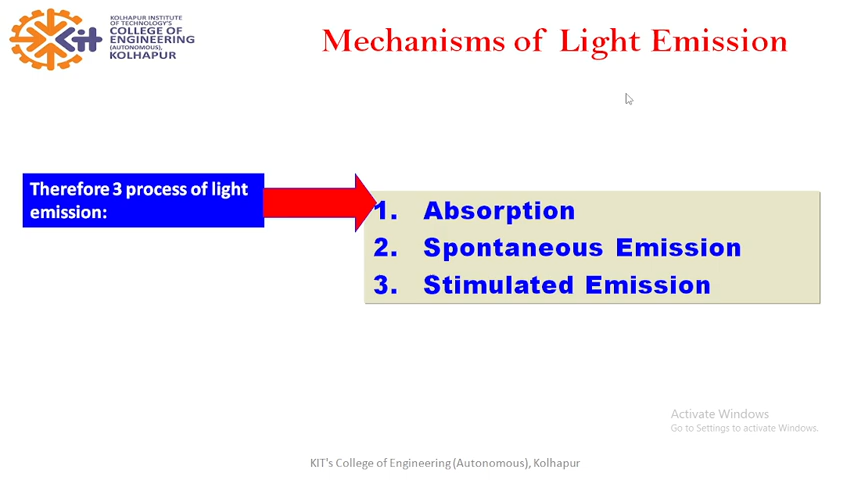 KOLHAPUR INSTITUTE
OF TECHNOLOGY'S
COLLEGE OF
ENGINEERING
(AUTONOMOUS),
KOLHAPUR
kit
Mechanisms of Light Emission
Therefore 3 process of light
emission:
1. Absorption
2. Spontaneous Emission
3. Stimulated Emission
Activate Windows
Go to Settings to activate Windows.
KIT's College of Engineering (Autonomous), Kolhapur